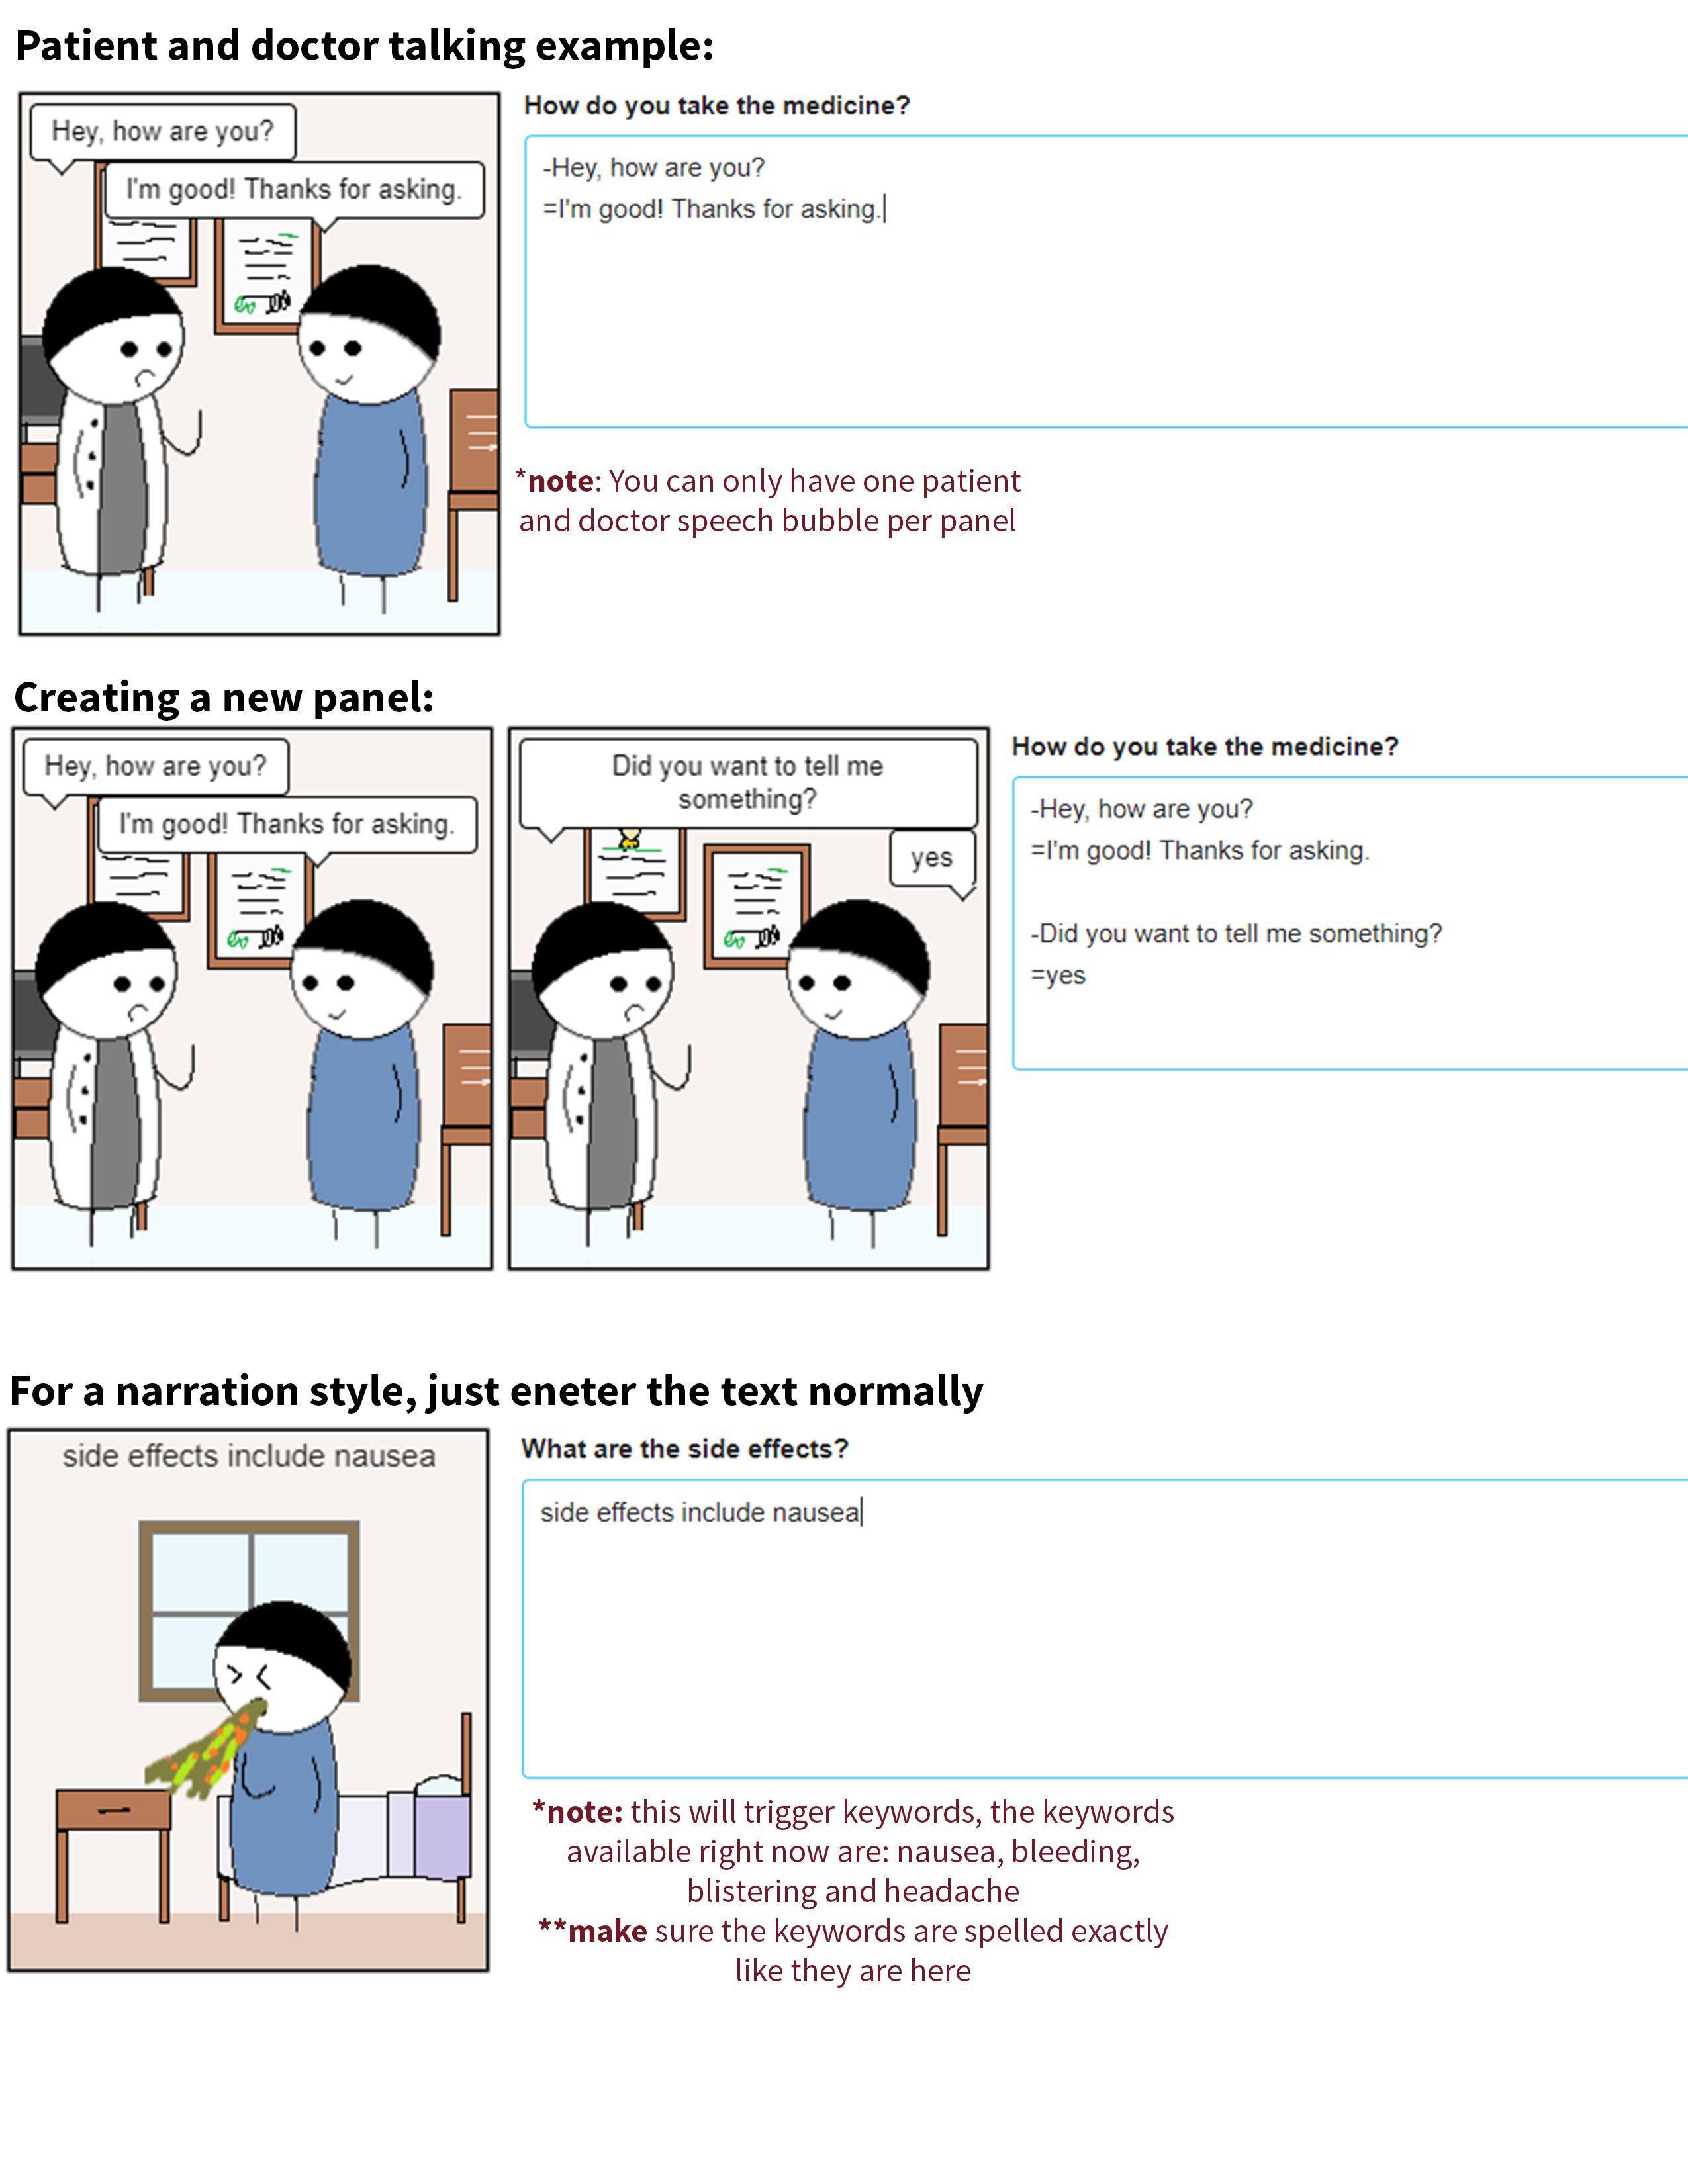 Patient and doctor talking example:
Hey, how are you?
I'm good! Thanks for asking.
How do you take the medicine?
-Hey, how are you?
=I'm good! Thanks for asking.
*note: You can only have one patient
and doctor speech bubble per panel
Creating a new panel:
Hey, how are you?
I'm good! Thanks for asking.
Did you want to tell me
something?
yes
How do you take the medicine?
-Hey, how are you?
=I'm good! Thanks for asking.
-Did you want to tell me something?
=yes
For a narration style, just eneter the text normally
side effects include nausea
What are the side effects?
side effects include nausea
*note: this will trigger keywords, the keywords
available right now are: nausea, bleeding,
blistering and headache
**make sure the keywords are spelled exactly
like they are here